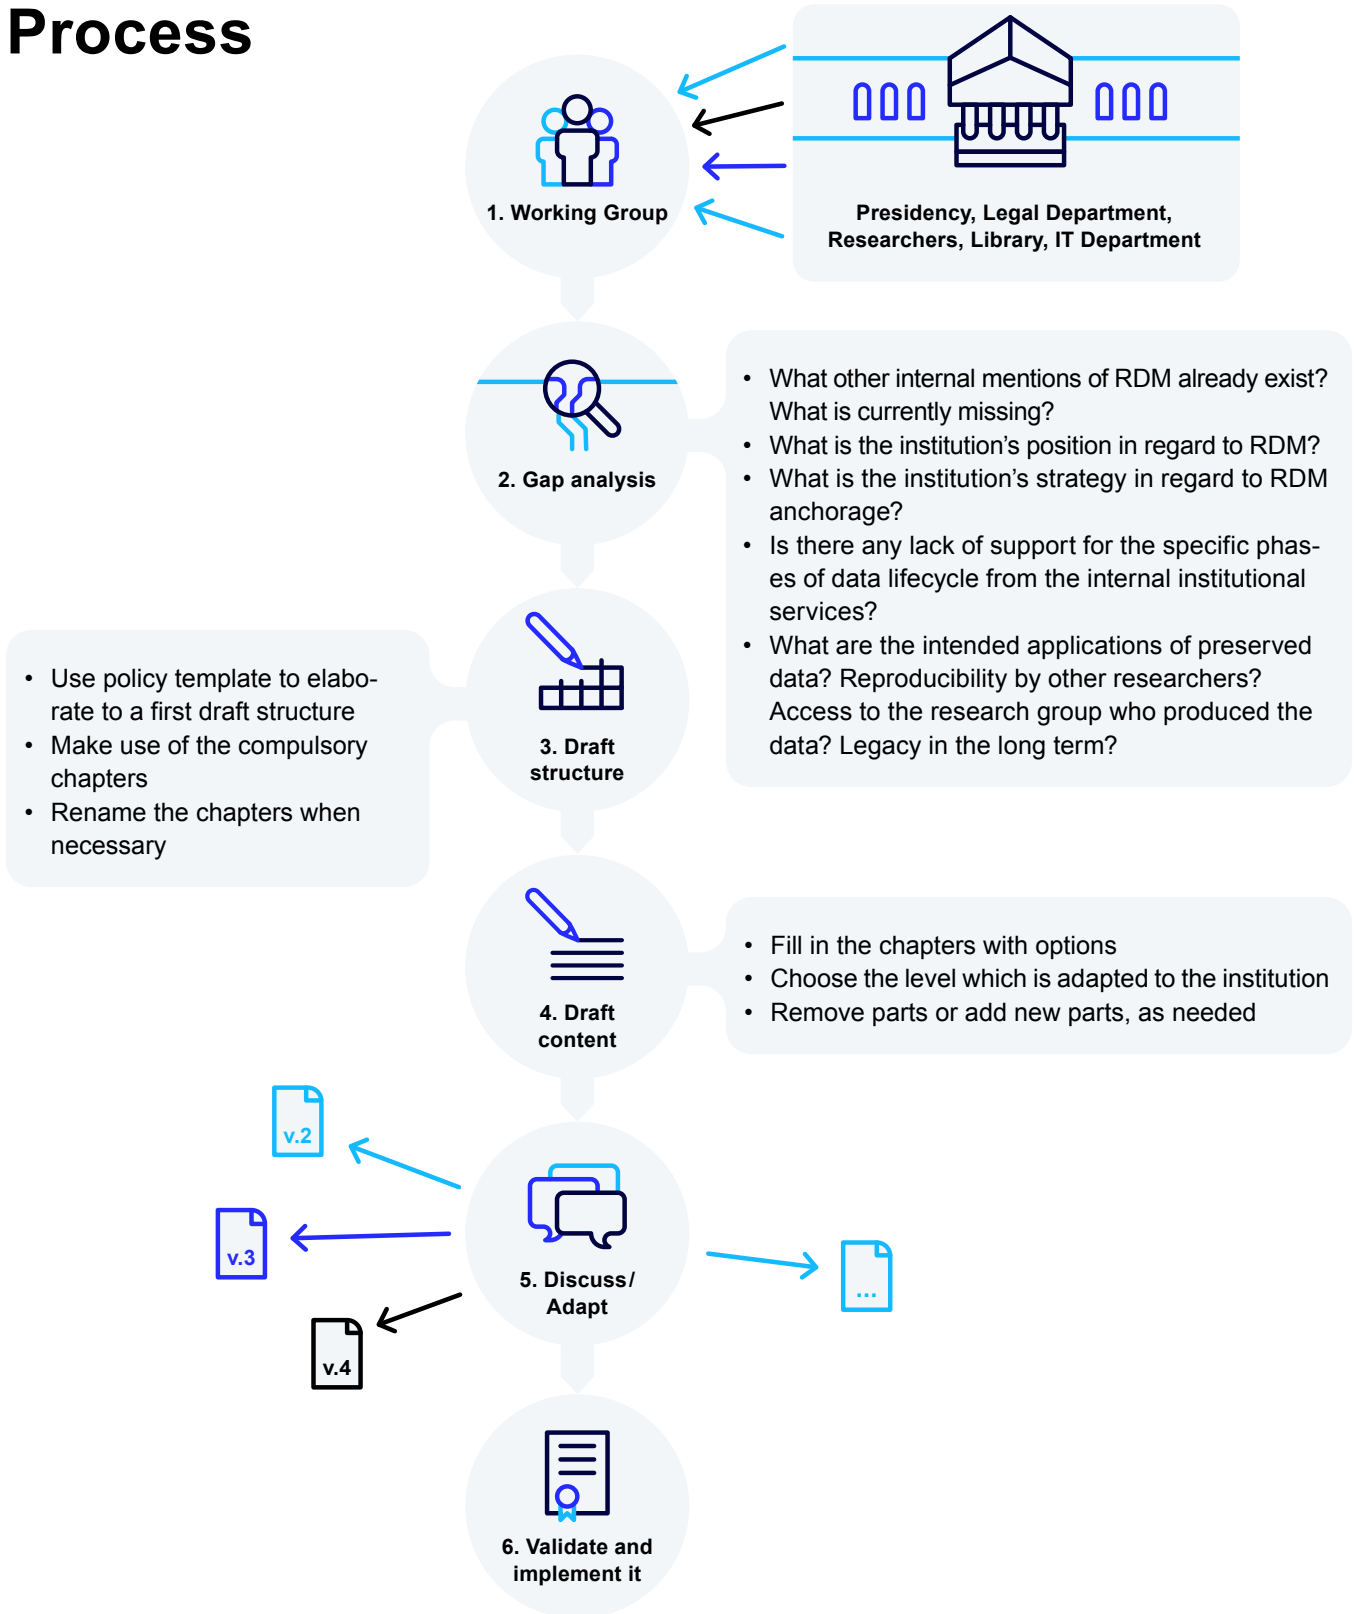 Process
1. Working Group
Presidency, Legal Department,
Researchers, Library, IT Department
2. Gap analysis
• What other internal mentions of RDM already exist?
What is currently missing?
• What is the institution’s position in regard to RDM?
• What is the institution’s strategy in regard to RDM
anchorage?
• Is there any lack of support for the specific phas-
es of data lifecycle from the internal institutional
services?
• What are the intended applications of preserved
data? Reproducibility by other researchers?
Access to the research group who produced the
data? Legacy in the long term?
3. Draft
structure
• Use policy template to elabo-
rate to a first draft structure
• Make use of the compulsory
chapters
• Rename the chapters when
necessary
4. Draft
content
• Fill in the chapters with options
• Choose the level which is adapted to the institution
• Remove parts or add new parts, as needed
v.2
v.3
v.4
5. Discuss/
Adapt
...
6. Validate and
implement it